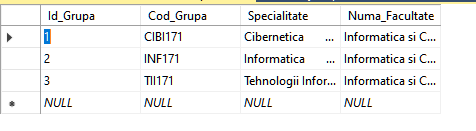 Id_Grupa Cod_Grupa Specialitate Numa_Facultate
1 CIBI171 Cibernetica ... Informatica si C...
2 INF171 Informatica ... Informatica si C...
3 TII171 Tehnologii Infor... Informatica si C...
NULL NULL NULL NULL